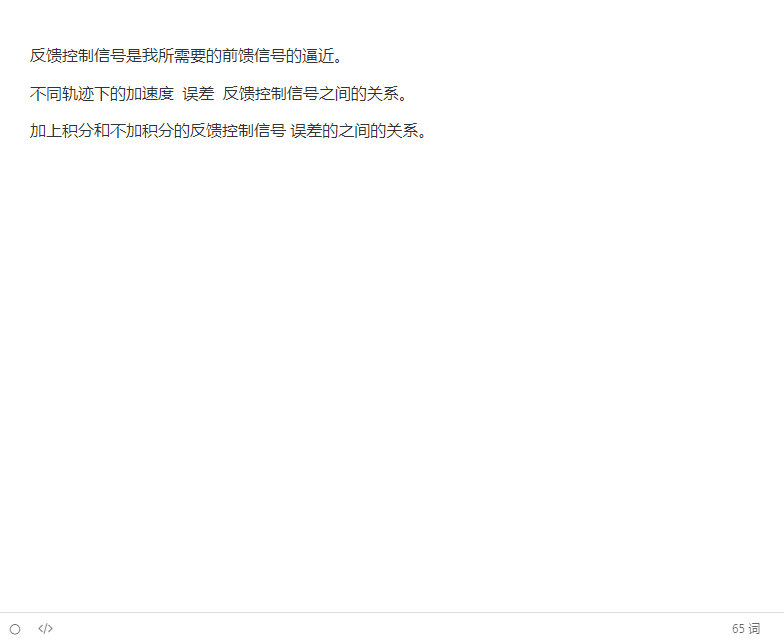 反馈控制信号是我所需要的前馈信号的逼近。
不同轨迹下的加速度  误差  反馈控制信号之间的关系。
加上积分和不加积分的反馈控制信号 误差的之间的关系。
</> 65 词